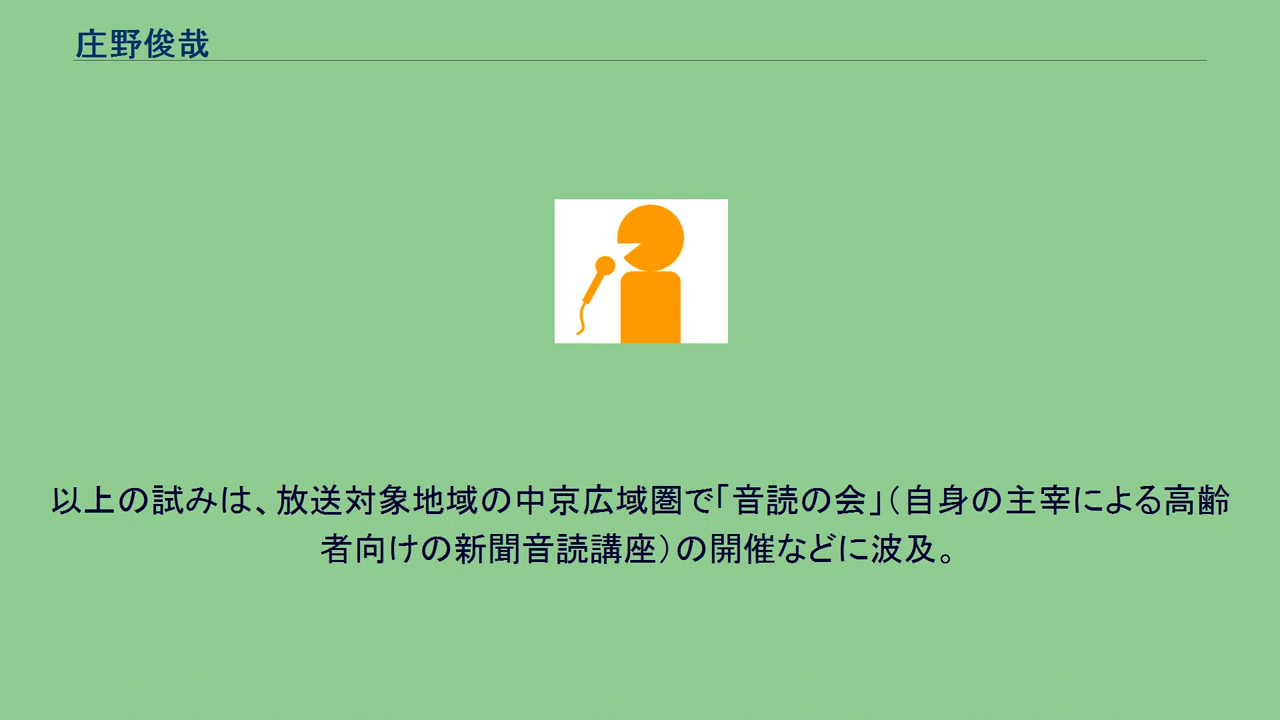 庄野俊哉
以上の試みは、放送対象地域の中京広域圏で「音読の会」（自身の主宰による高齢
者向けの新聞音読講座）の開催などに波及。